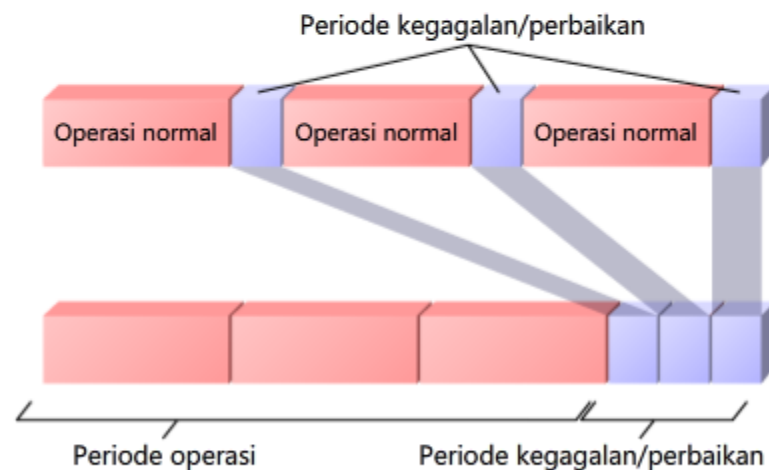 Periode kegagalan/perbaikan
Operasi normal
Operasi normal
Operasi normal
Periode operasi
Periode kegagalan/perbaikan